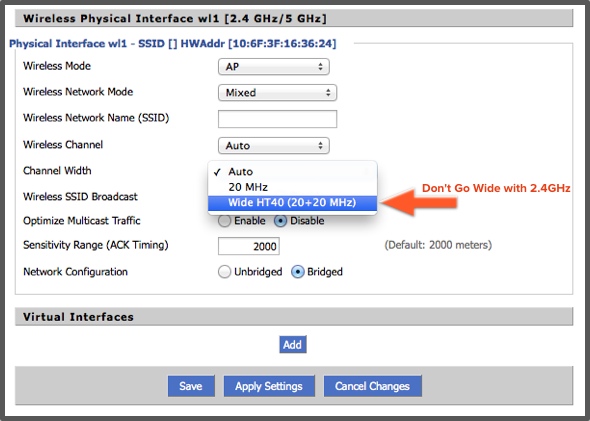 Wireless Physical Interface wl1 [2.4 GHz/5 GHz]
Physical Interface wl1 - SSID [] HWAddr [10:6F:3F:16:36:24]
Wireless Mode AP
Wireless Network Mode Mixed
Wireless Network Name (SSID)
Wireless Channel Auto
Channel Width ✓ Auto
20 MHz
Wide HT40 (20+20 MHz) Don't Go Wide with 2.4GHz
Wireless SSID Broadcast
Optimize Multicast Traffic Enable Disable
Sensitivity Range (ACK Timing) 2000 (Default: 2000 meters)
Network Configuration Unbridged Bridged
Virtual Interfaces
Add
Save Apply Settings Cancel Changes